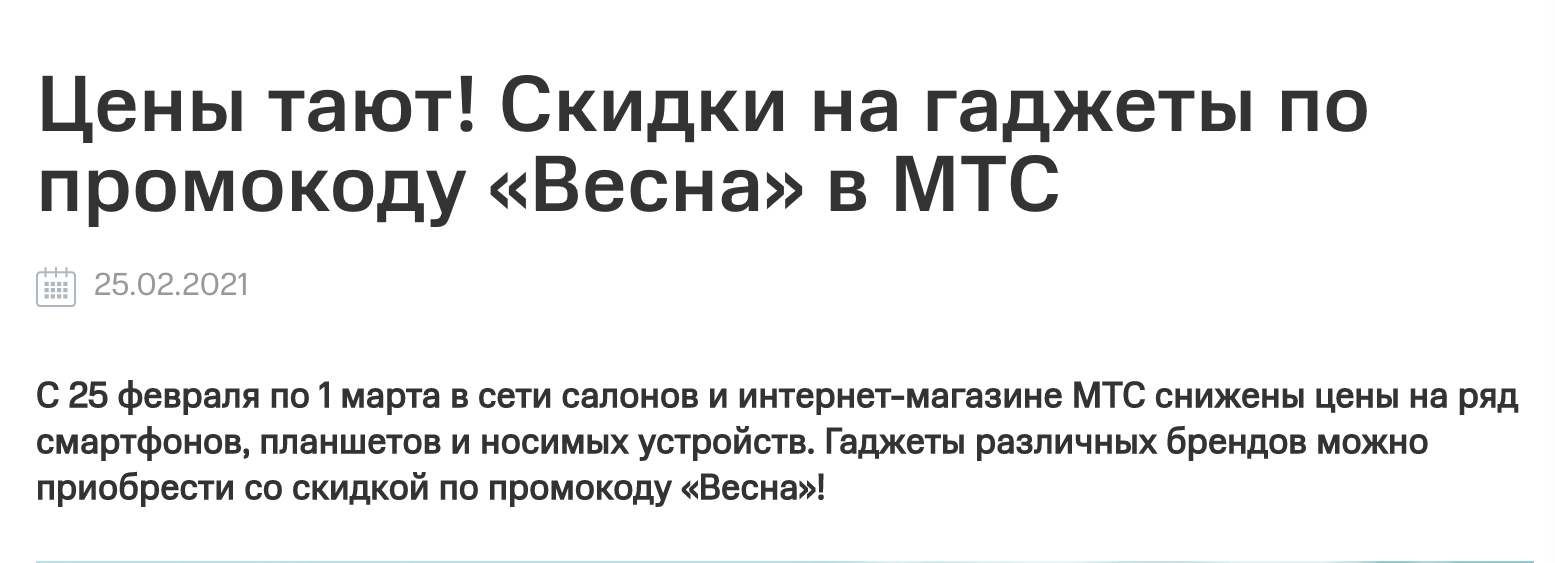 Цены тают! Скидки на гаджеты по
промокоду «Весна» в МТС
25.02.2021
С 25 февраля по 1 марта в сети салонов и интернет-магазине МТС снижены цены на ряд
смартфонов, планшетов и носимых устройств. Гаджеты различных брендов можно
приобрести со скидкой по промокоду «Весна»!